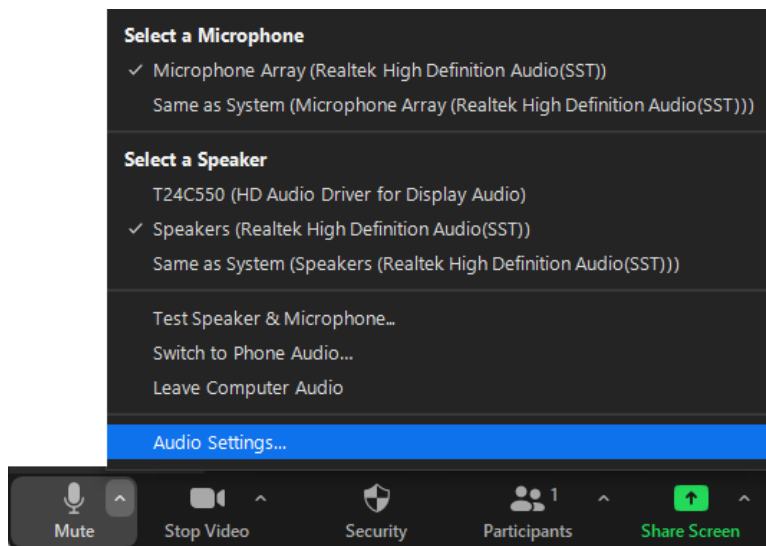 Select a Microphone
✓ Microphone Array (Realtek High Definition Audio(SST))
Same as System (Microphone Array (Realtek High Definition Audio(SST)))
Select a Speaker
T24C550 (HD Audio Driver for Display Audio)
✓ Speakers (Realtek High Definition Audio(SST))
Same as System (Speakers (Realtek High Definition Audio(SST)))
Test Speaker & Microphone...
Switch to Phone Audio...
Leave Computer Audio
Audio Settings...
1
Mute Stop Video Security Participants Share Screen